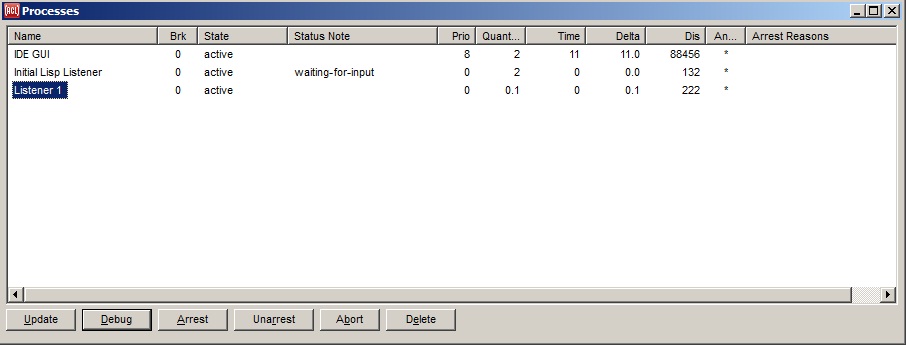 ACL Processes
Name Brk State Status Note Prio Quant... Time Delta Dis An... Arrest Reasons
IDE GUI 0 active 8 2 11 11.0 88456 *
Initial Lisp Listener 0 active waiting-for-input 0 2 0 0.0 132 *
Listener 1 0 active 0 0.1 0 0.1 222 *
Update Debug Arrest Unarrest Abort Delete